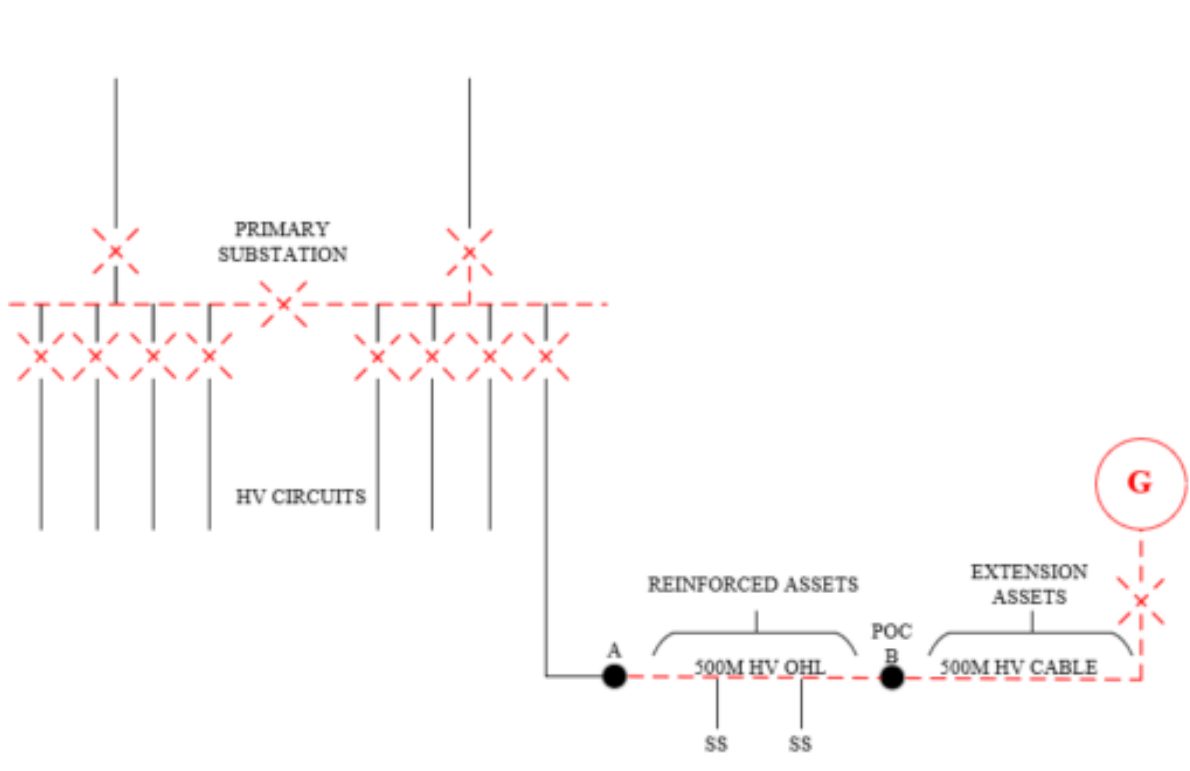 PRIMARY
SUBSTATION
HV CIRCUITS
G
REINFORCED ASSETS
EXTENSION
ASSETS
POC
A
B
500M HV OHL
500M HV CABLE
SS
SS